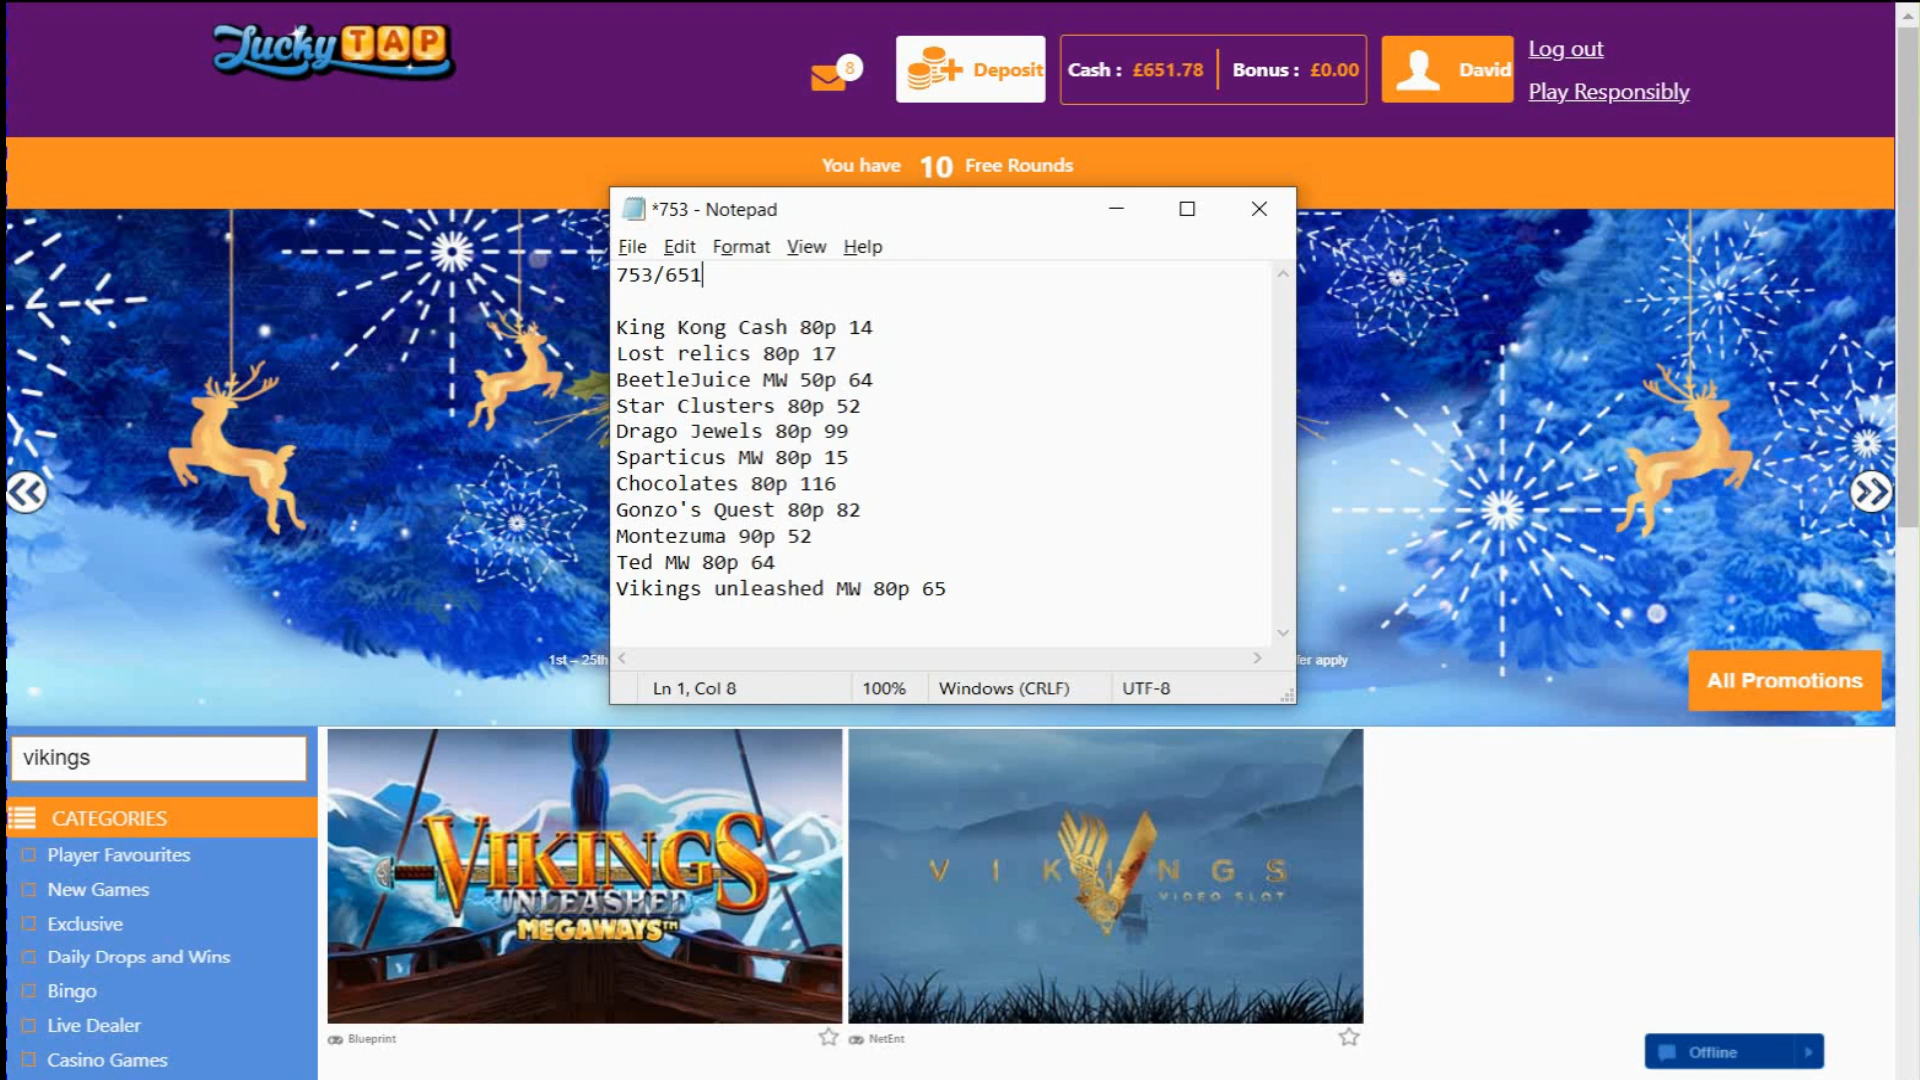 Lucky TAP
8
Deposit
Cash : £651.78
Bonus : £0.00
David
Log out
Play Responsibly
You have 10 Free Rounds
*753 - Notepad
File Edit Format View Help
753/651
King Kong Cash 80p 14
Lost relics 80p 17
BeetleJuice MW 50p 64
Star Clusters 80p 52
Drago Jewels 80p 99
Sparticus MW 80p 15
Chocolates 80p 116
Gonzo's Quest 80p 82
Montezuma 90p 52
Ted MW 80p 64
Vikings unleashed MW 80p 65
Ln 1, Col 8
100%
Windows (CRLF)
UTF-8
1st – 25th
fer apply
All Promotions
vikings
CATEGORIES
Player Favourites
New Games
Exclusive
Daily Drops and Wins
Bingo
Live Dealer
Casino Games
VIKINGS
UNLEASHED
MEGAWAYS™
Blueprint
VIKINGS
VIDEO SLOT
NetEnt
Offline